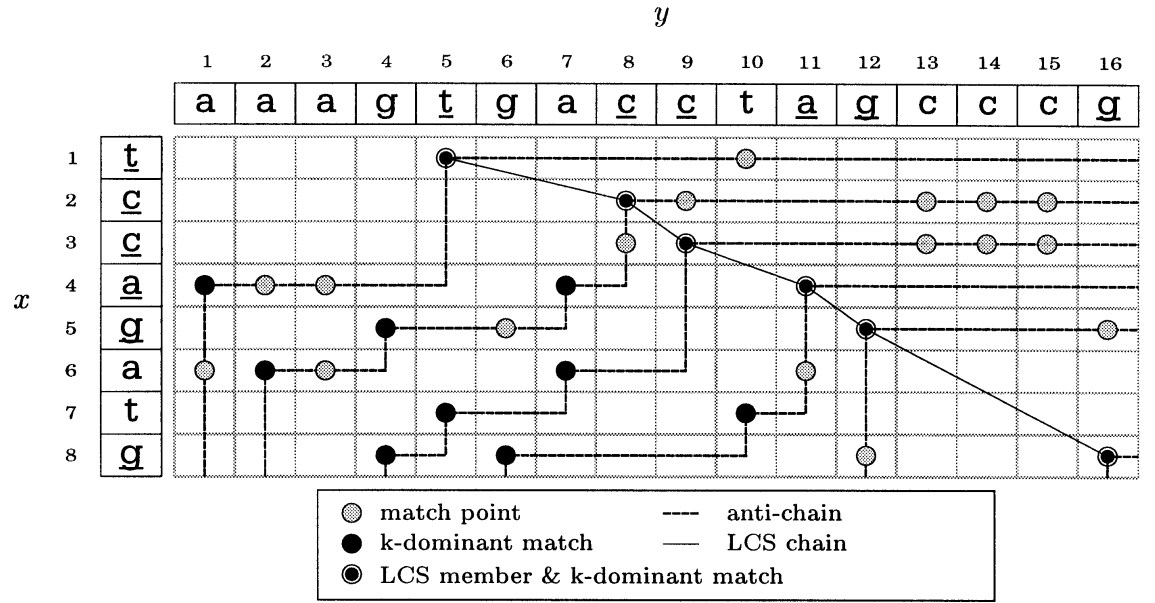 y
1 2 3 4 5 6 7 8 9 10 11 12 13 14 15 16
a a a g t g a c c t a g c c c g
1 t
2 c
3 c
x
4 a
5 g
6 a
7 t
8 g
match point anti-chain
k-dominant match LCS chain
LCS member & k-dominant match